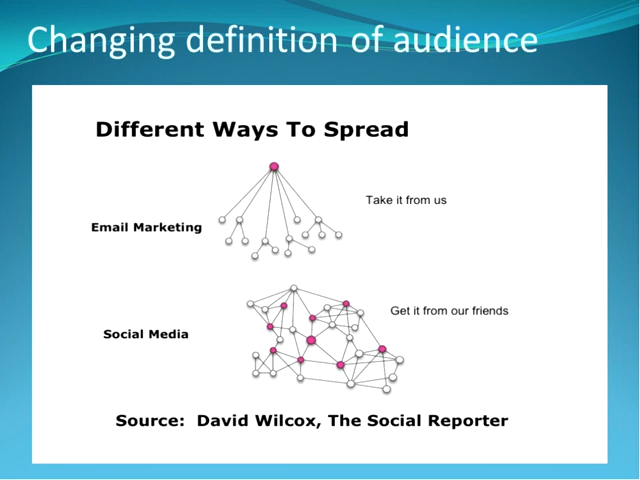 Changing definition of audience
Different Ways To Spread
Take it from us
Email Marketing
Get it from our friends
Social Media
Source: David Wilcox, The Social Reporter